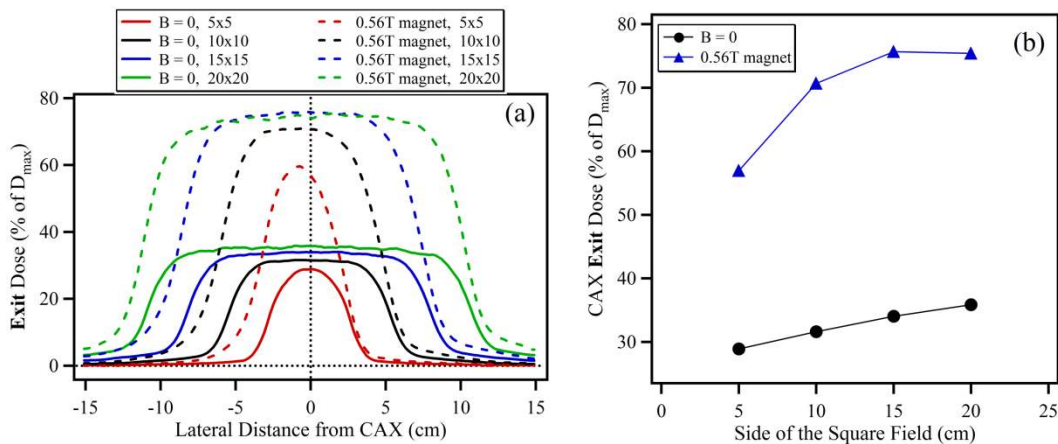 B = 0, 5x5
B = 0, 10x10
B = 0, 15x15
B = 0, 20x20
0.56T magnet, 5x5
0.56T magnet, 10x10
0.56T magnet, 15x15
0.56T magnet, 20x20
(a)
80
60
40
20
0
Exit Dose (% of Dmax)
-15 -10 -5 0 5 10 15
Lateral Distance from CAX (cm)
B = 0
0.56T magnet
(b)
80
70
60
50
40
30
CAX Exit Dose (% of Dmax)
0 5 10 15 20 25
Side of the Square Field (cm)